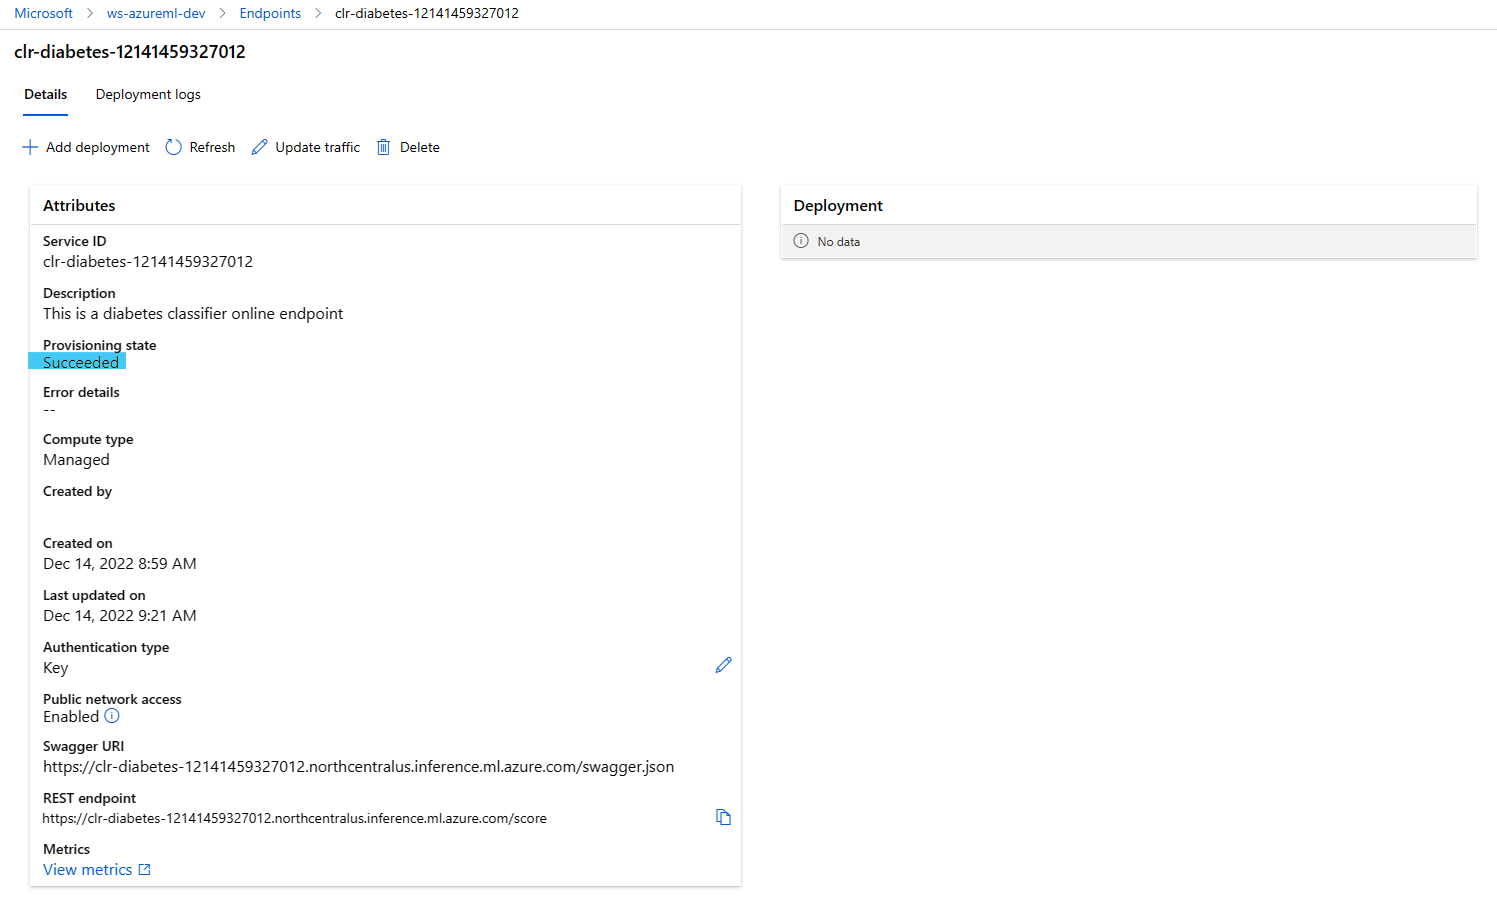 Microsoft > ws-azureml-dev > Endpoints > clr-diabetes-12141459327012
clr-diabetes-12141459327012
Details Deployment logs
Add deployment Refresh Update traffic Delete
Attributes
Service ID
clr-diabetes-12141459327012
Description
This is a diabetes classifier online endpoint
Provisioning state
Succeeded
Error details
--
Compute type
Managed
Created by
Created on
Dec 14, 2022 8:59 AM
Last updated on
Dec 14, 2022 9:21 AM
Authentication type
Key
Public network access
Enabled
Swagger URI
https://clr-diabetes-12141459327012.northcentralus.inference.ml.azure.com/swagger.json
REST endpoint
https://clr-diabetes-12141459327012.northcentralus.inference.ml.azure.com/score
Metrics
View metrics
Deployment
No data